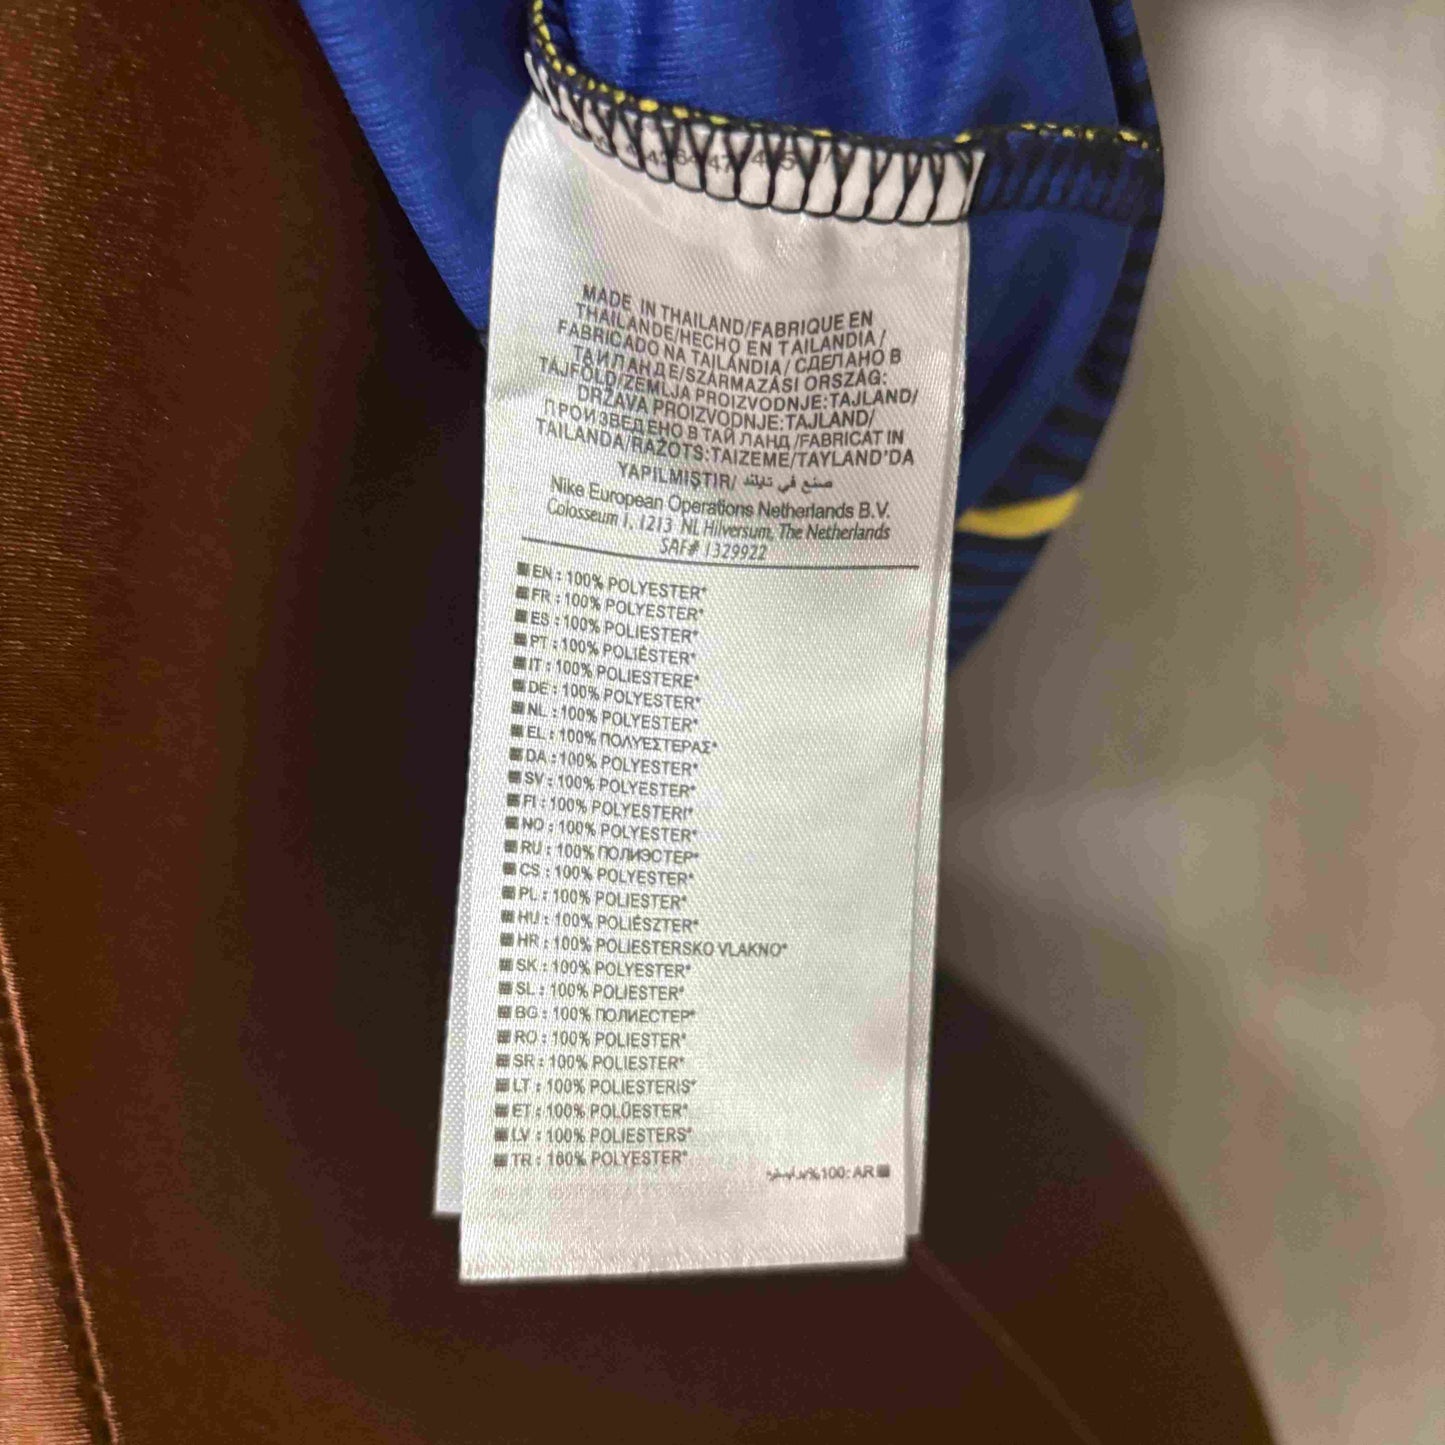 MADE IN THAILAND/FABRIQUE EN
THAILANDE/HECHO EN TAILANDIA /
FABRICADO NA TAILÂNDIA / СДЕЛАНО В
ТАИЛАНДЕ/SZÁRMAZÁSI ORSZÁG:
TAJFÖLD/ZEMLJA PROIZVODNJE:TAJLAND/
DRŽAVA PROIZVODNJE:TAJLAND/
ПРОИЗВЕДЕНО В ТАЙЛАНД /FABRICAT IN
TAILANDA/RAŽOTS:TAIZEME/TAYLAND'DA
YAPILMIŞTIR/ صنع في تايلند
Nike European Operations Netherlands B.V.
Colosseum 1, 1213 NL Hilversum, The Netherlands
SAF# 1329922
EN : 100% POLYESTER*
FR : 100% POLYESTER*
ES : 100% POLIESTER*
PT : 100% POLIÉSTER*
IT : 100% POLIESTERE*
DE : 100% POLYESTER*
NL : 100% POLYESTER*
EL : 100% ΠΟΛΥΕΣΤΕΡΑΣ*
DA : 100% POLYESTER*
SV : 100% POLYESTER*
FI : 100% POLYESTERI*
NO : 100% POLYESTER*
RU : 100% ПОЛИЭСТЕР*
CS : 100% POLYESTER*
PL : 100% POLIESTER*
HU : 100% POLIÉSZTER*
HR : 100% POLIESTERSKO VLAKNO*
SK : 100% POLYESTER*
SL : 100% POLIESTER*
BG : 100% ПОЛИЕСТЕР*
RO : 100% POLIESTER*
SR : 100% POLIESTER*
LT : 100% POLIESTERIS*
ET : 100% POLÜESTER*
LV : 100% POLIESTERS*
TR : 100% POLYESTER*
AR :100%